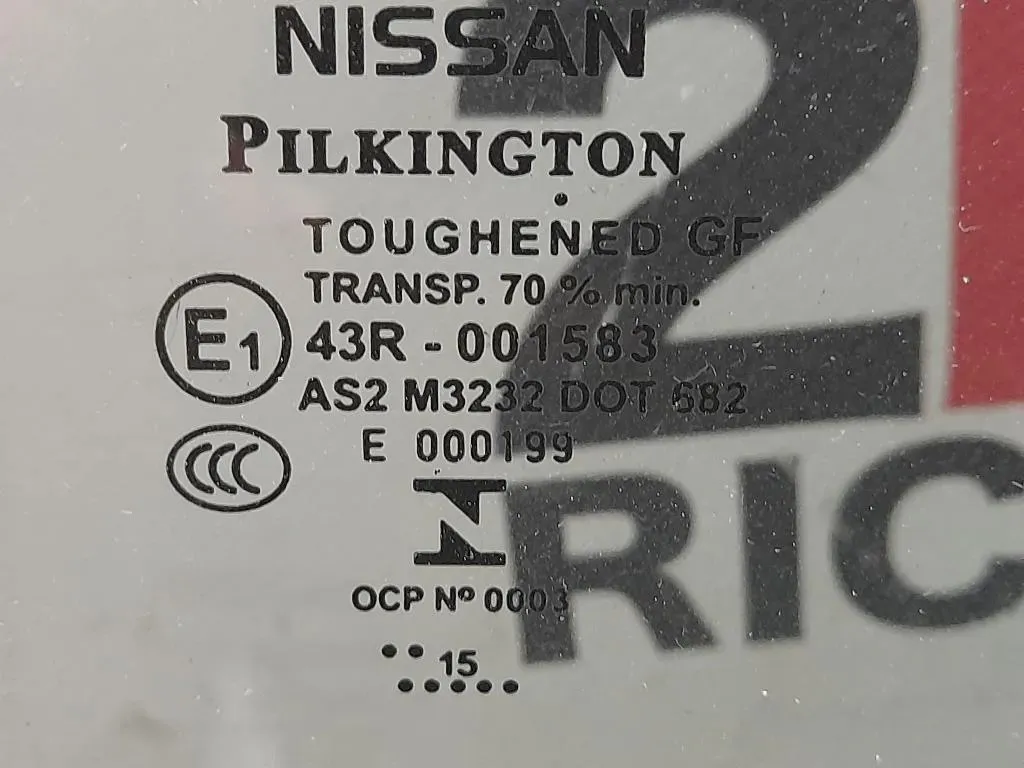 NISSAN
PILKINGTON
TOUGHENED GF
TRANSP. 70 % min.
E1 43R - 001583
AS2 M3232 DOT 682
E 000199
CCC
OCP Nº 0003
.. 15
.....
2
RIC